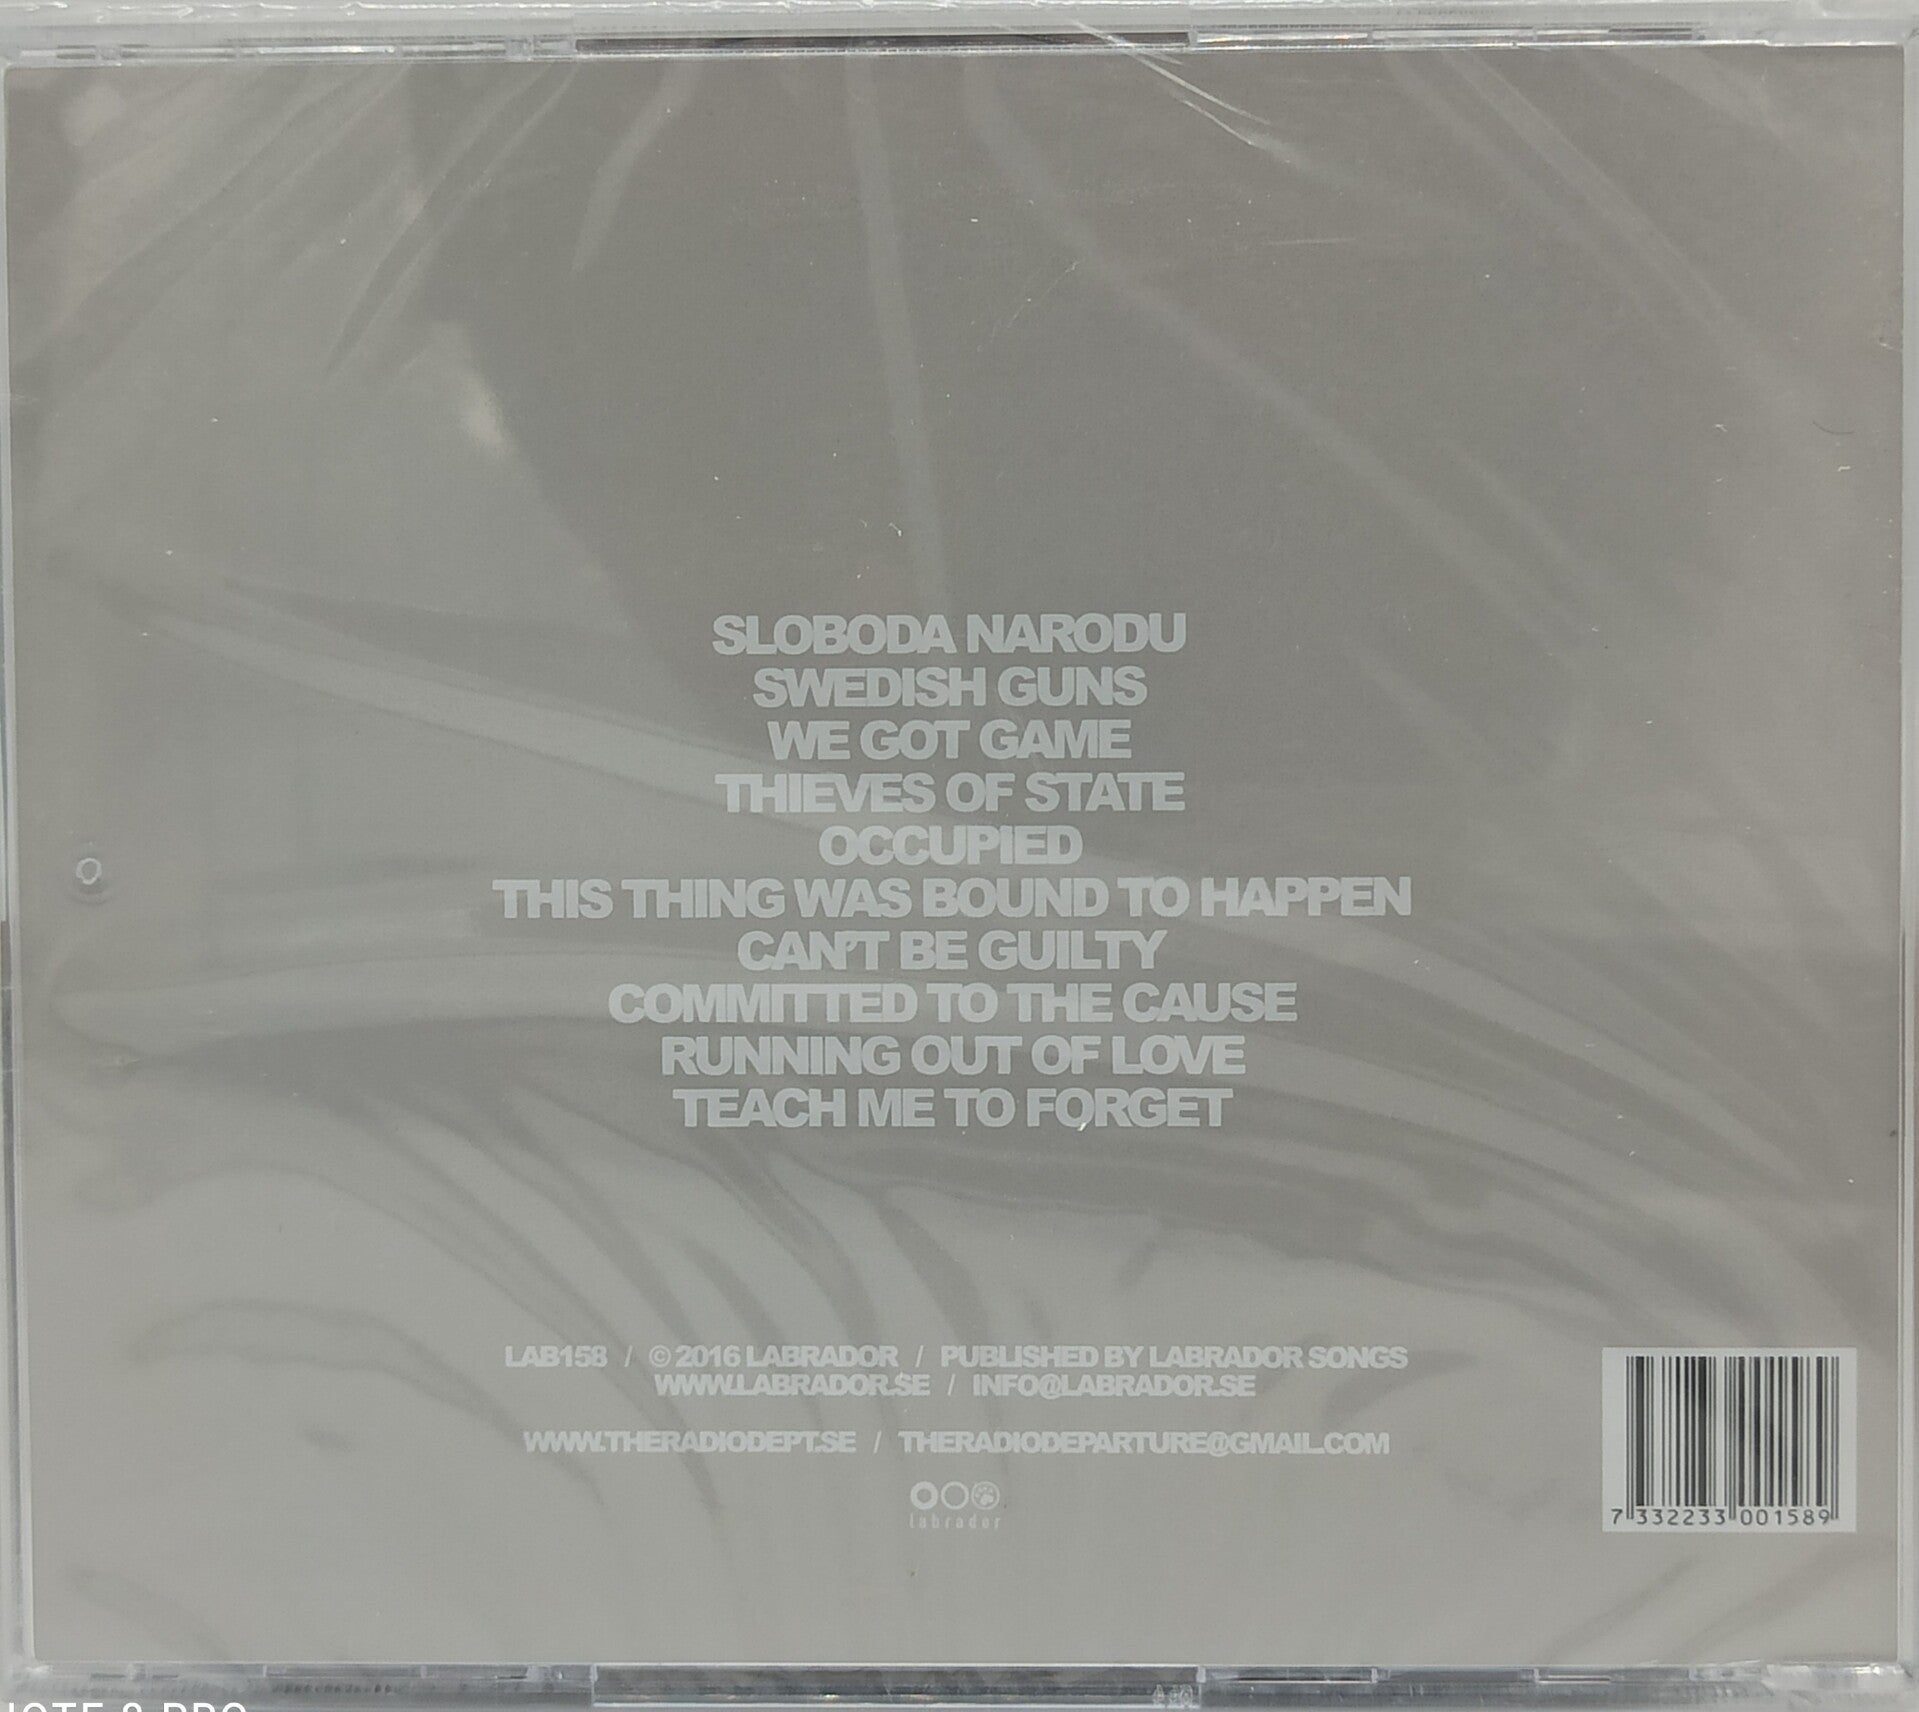 SLOBODA NARODU
SWEDISH GUNS
WE GOT GAME
THIEVES OF STATE
OCCUPIED
THIS THING WAS BOUND TO HAPPEN
CAN'T BE GUILTY
COMMITTED TO THE CAUSE
RUNNING OUT OF LOVE
TEACH ME TO FORGET
LAB158 / © 2016 LABRADOR / PUBLISHED BY LABRADOR SONGS
WWW.LABRADOR.SE / INFO@LABRADOR.SE
WWW.THERADIODEPT.SE / THERADIODEPARTURE@GMAIL.COM
labrador
7 332233 001589
8 PRO